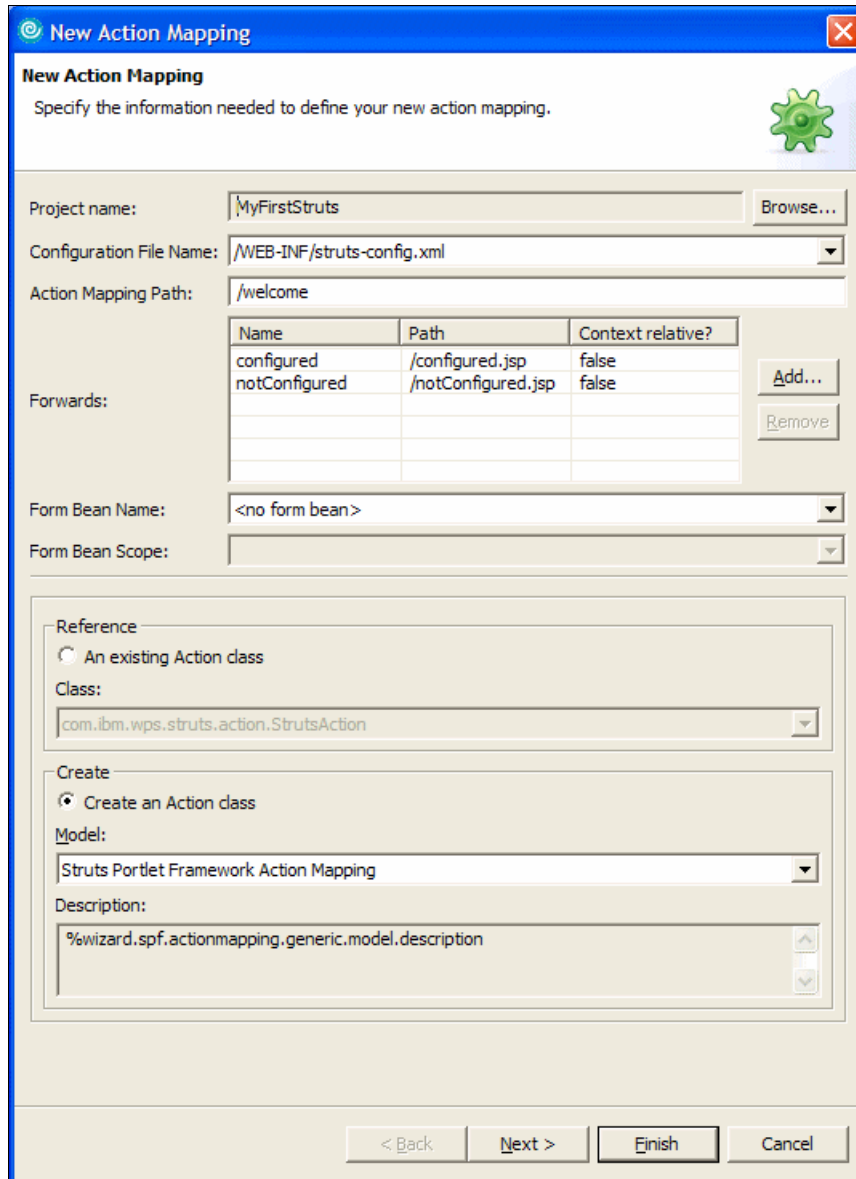 New Action Mapping
New Action Mapping
Specify the information needed to define your new action mapping.
Project name: MyFirstStruts Browse...
Configuration File Name: /WEB-INF/struts-config.xml
Action Mapping Path: /welcome
Name Path Context relative?
configured /configured.jsp false
notConfigured /notConfigured.jsp false
Add...
Forwards:
Remove
Form Bean Name: <no form bean>
Form Bean Scope:
Reference
An existing Action class
Class:
com.ibm.wps.struts.action.StrutsAction
Create
Create an Action class
Model:
Struts Portlet Framework Action Mapping
Description:
%wizard.spf.actionmapping.generic.model.description
< Back Next > Finish Cancel